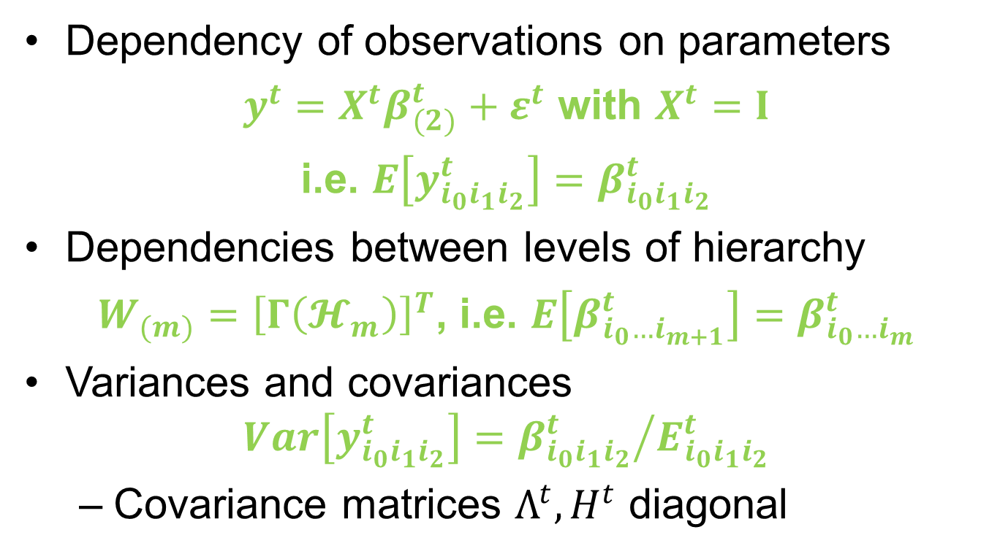 • Dependency of observations on parameters
$\boldsymbol{y^t = X^t \beta^t_{(2)} + \varepsilon^t}$ with $\boldsymbol{X^t = \mathbf{I}}$
i.e. $\boldsymbol{E\left[y^t_{i_0 i_1 i_2}\right] = \beta^t_{i_0 i_1 i_2}}$
• Dependencies between levels of hierarchy
$\boldsymbol{W_{(m)} = [\Gamma(\mathcal{H}_m)]^T}$, i.e. $\boldsymbol{E\left[\beta^t_{i_0 \dots i_{m+1}}\right] = \beta^t_{i_0 \dots i_m}}$
• Variances and covariances
$\boldsymbol{Var\left[y^t_{i_0 i_1 i_2}\right] = \beta^t_{i_0 i_1 i_2} / E^t_{i_0 i_1 i_2}}$
– Covariance matrices $\Lambda^t, H^t$ diagonal